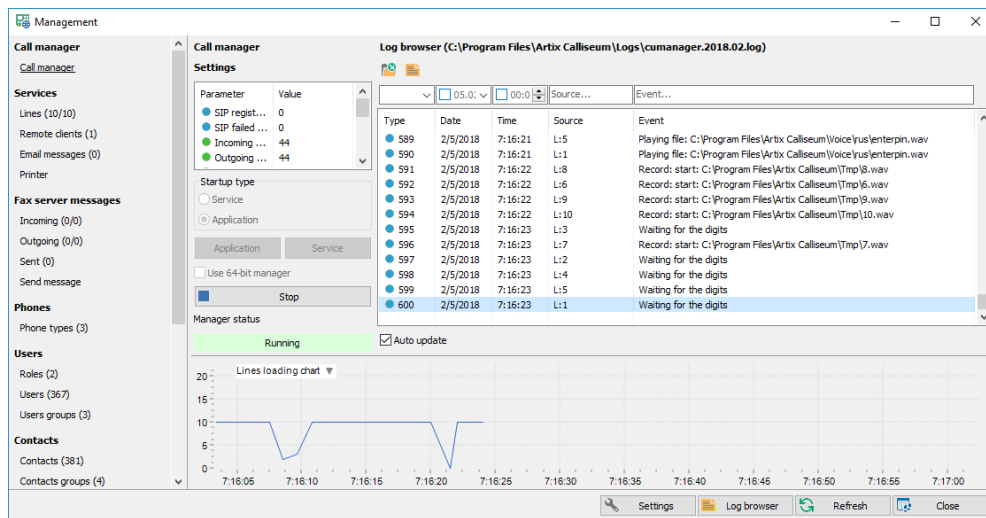 Management
Call manager
Call manager
Services
Lines (10/10)
Remote clients (1)
Email messages (0)
Printer
Fax server messages
Incoming (0/0)
Outgoing (0/0)
Sent (0)
Send message
Phones
Phone types (3)
Users
Roles (2)
Users (367)
Users groups (3)
Contacts
Contacts (381)
Contacts groups (4)
Call manager
Settings
Parameter Value
SIP regist... 0
SIP failed ... 0
Incoming ... 44
Outgoing ... 44
Startup type
Service
Application
Application Service
Use 64-bit manager
Stop
Manager status
Running
Log browser (C:\Program Files\Artix Calliseum\Logs\cumanager.2018.02.log)
05.0: 00:0 Source... Event...
Type Date Time Source Event
589 2/5/2018 7:16:21 L:5 Playing file: C:\Program Files\Artix Calliseum\Voice\rus\enterpin.wav
590 2/5/2018 7:16:21 L:1 Playing file: C:\Program Files\Artix Calliseum\Voice\rus\enterpin.wav
591 2/5/2018 7:16:22 L:8 Record: start: C:\Program Files\Artix Calliseum\Tmp\8.wav
592 2/5/2018 7:16:22 L:6 Record: start: C:\Program Files\Artix Calliseum\Tmp\6.wav
593 2/5/2018 7:16:22 L:9 Record: start: C:\Program Files\Artix Calliseum\Tmp\9.wav
594 2/5/2018 7:16:22 L:10 Record: start: C:\Program Files\Artix Calliseum\Tmp\10.wav
595 2/5/2018 7:16:23 L:3 Waiting for the digits
596 2/5/2018 7:16:23 L:7 Record: start: C:\Program Files\Artix Calliseum\Tmp\7.wav
597 2/5/2018 7:16:23 L:2 Waiting for the digits
598 2/5/2018 7:16:23 L:4 Waiting for the digits
599 2/5/2018 7:16:23 L:5 Waiting for the digits
600 2/5/2018 7:16:23 L:1 Waiting for the digits
Auto update
Lines loading chart
20
15
10
5
0
7:16:05 7:16:10 7:16:15 7:16:20 7:16:25 7:16:30 7:16:35 7:16:40 7:16:45 7:16:50 7:16:55 7:17:00
Settings Log browser Refresh Close